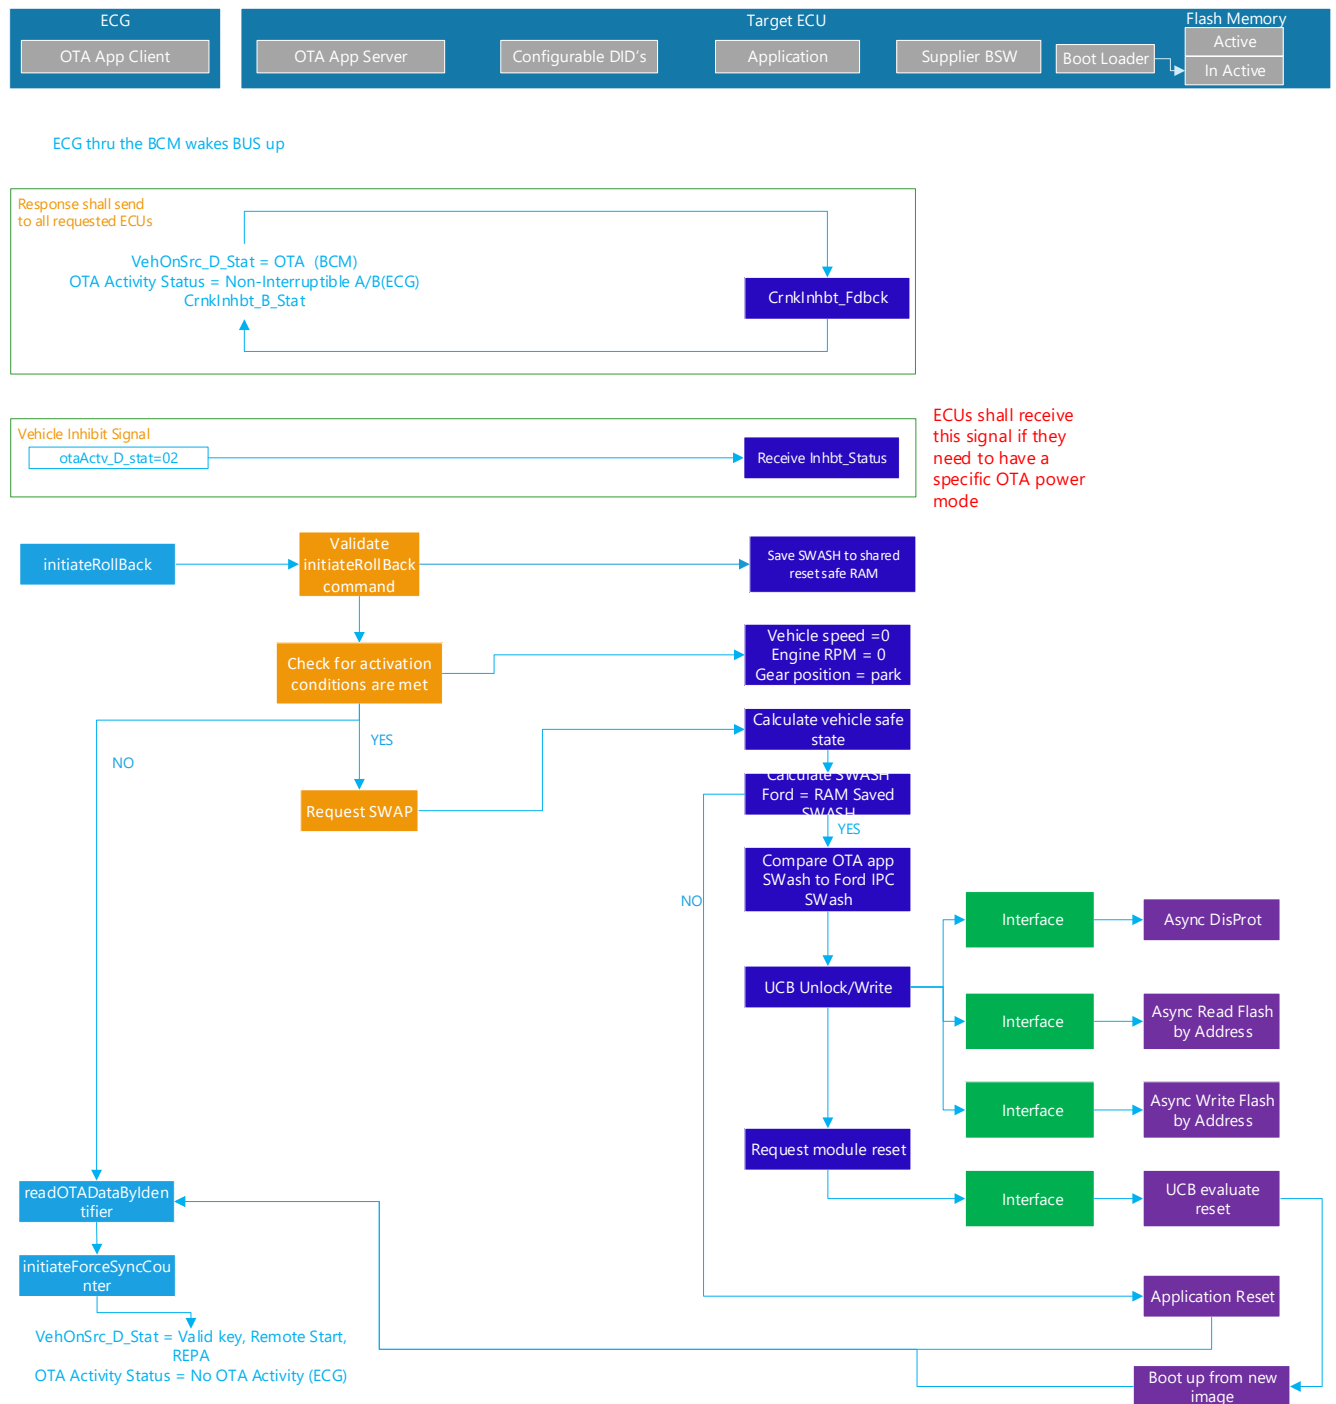 ECG
Target ECU
Flash Memory
OTA App Client
OTA App Server
Configurable DID's
Application
Supplier BSW
Boot Loader
Active
In Active
ECG thru the BCM wakes BUS up
Response shall send
to all requested ECUs
VehOnSrc_D_Stat = OTA (BCM)
OTA Activity Status = Non-Interruptible A/B(ECG)
CrnkInhbt_B_Stat
CrnkInhbt_Fdbck
Vehicle Inhibit Signal
otaActv_D_stat=02
Receive Inhbt_Status
ECUs shall receive
this signal if they
need to have a
specific OTA power
mode
initiateRollBack
Validate
initiateRollBack
command
Save SWASH to shared
reset safe RAM
Check for activation
conditions are met
Vehicle speed =0
Engine RPM = 0
Gear position = park
NO
YES
Request SWAP
Calculate vehicle safe
state
Calculate SWASH
Ford = RAM Saved
SWASH
YES
NO
Compare OTA app
SWash to Ford IPC
SWash
Interface
Async DisProt
UCB Unlock/Write
Interface
Async Read Flash
by Address
Interface
Async Write Flash
by Address
Request module reset
Interface
UCB evaluate
reset
readOTADataByIden
tifier
initiateForceSyncCou
nter
Application Reset
VehOnSrc_D_Stat = Valid key, Remote Start,
REPA
OTA Activity Status = No OTA Activity (ECG)
Boot up from new
image